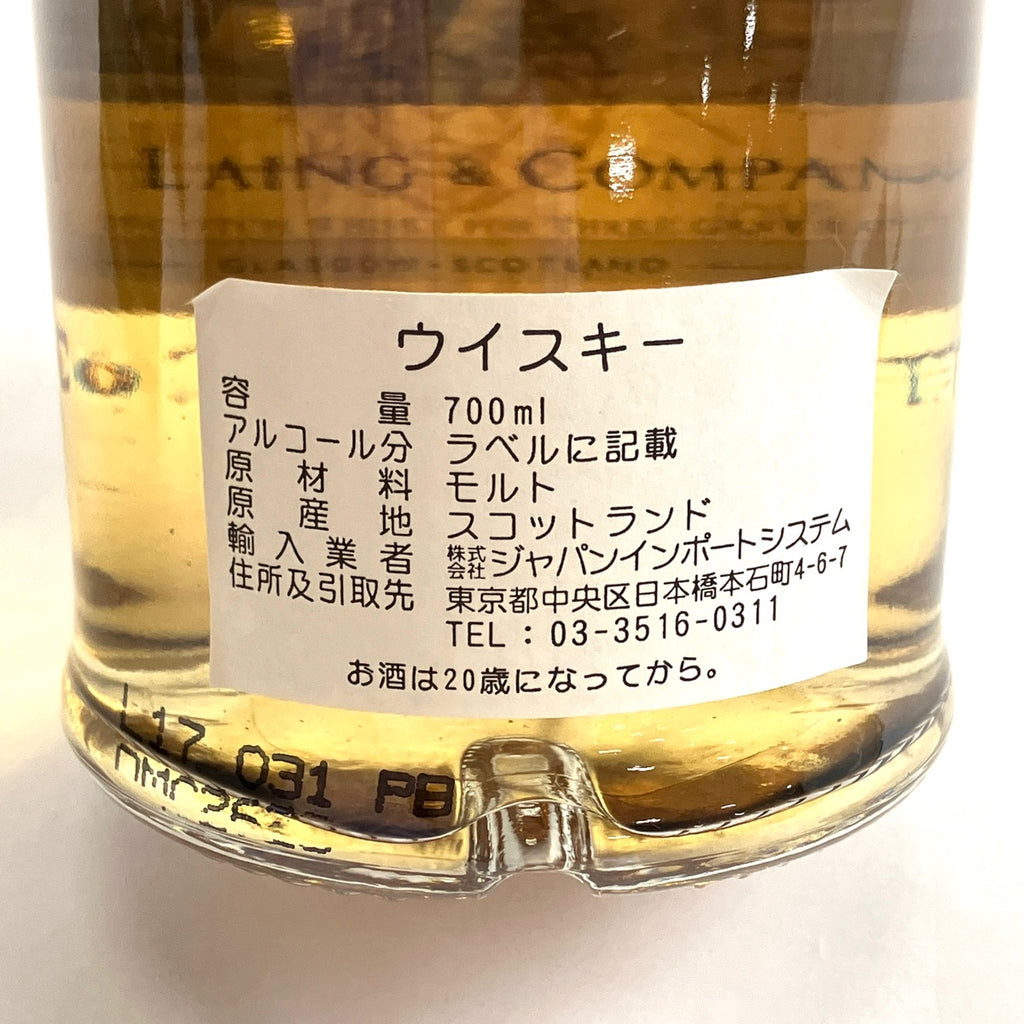 LAING & COMPAN
GLASGOW - SCOTLAND
ウイスキー
容量 700ml
アルコール分 ラベルに記載
原材料 モルト
原産地 スコットランド
輸入業者 株式会社ジャパンインポートシステム
住所及引取先 東京都中央区日本橋本石町4-6-7
TEL : 03-3516-0311
お酒は20歳になってから。
L17 031 PB